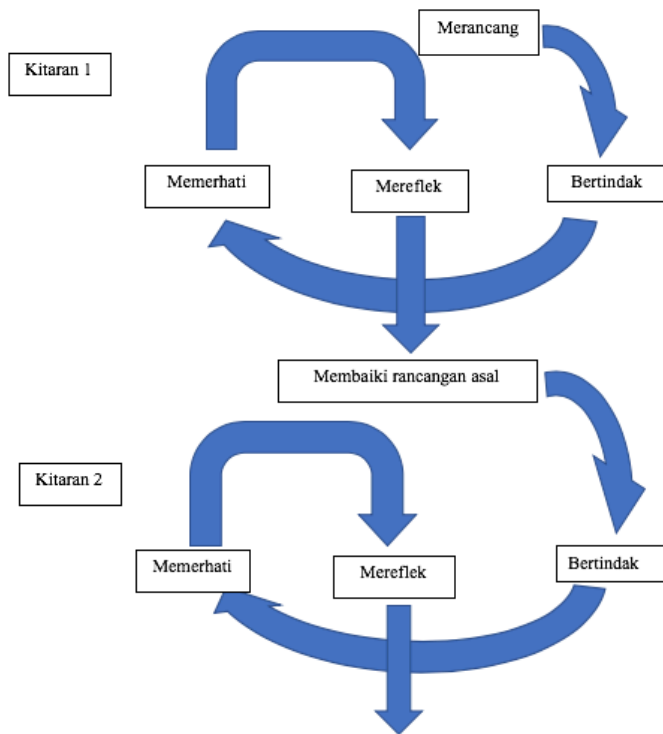 Merancang
Kitaran 1
Memerhati
Mereflek
Bertindak
Membaiki rancangan asal
Kitaran 2
Memerhati
Mereflek
Bertindak